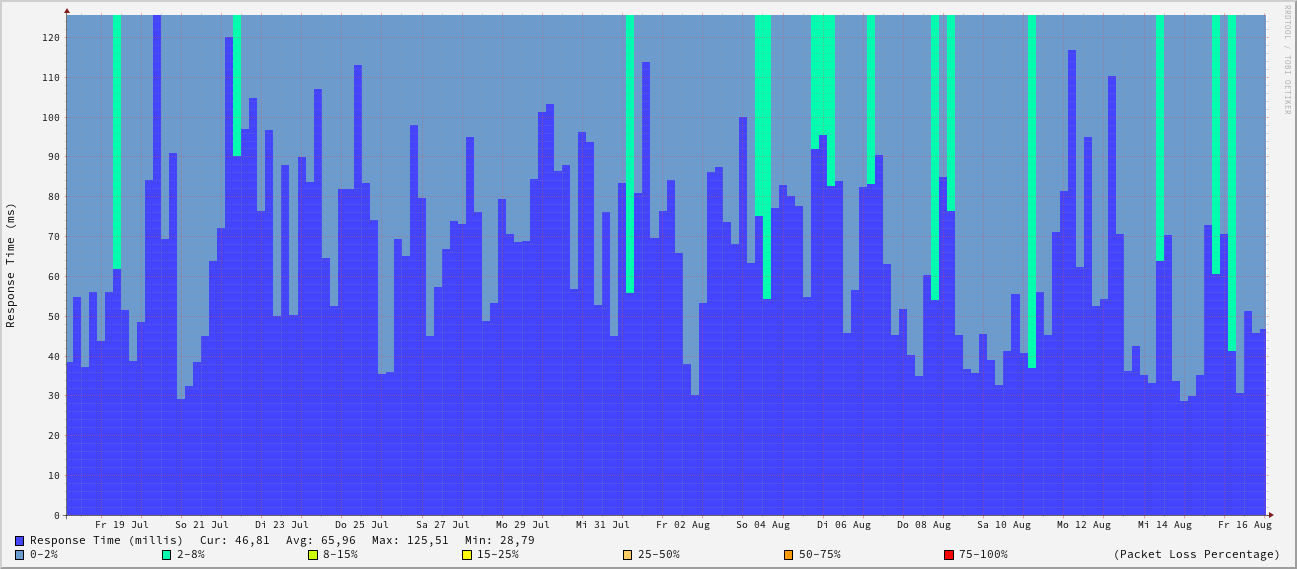 RRDTOOL / TOBI OETIKER
Response Time (ms)
120
110
100
90
80
70
60
50
40
30
20
10
0
Fr 19 Jul So 21 Jul Di 23 Jul Do 25 Jul Sa 27 Jul Mo 29 Jul Mi 31 Jul Fr 02 Aug So 04 Aug Di 06 Aug Do 08 Aug Sa 10 Aug Mo 12 Aug Mi 14 Aug Fr 16 Aug
Response Time (millis) Cur: 46,81 Avg: 65,96 Max: 125,51 Min: 28,79
0-2% 2-8% 8-15% 15-25% 25-50% 50-75% 75-100% (Packet Loss Percentage)